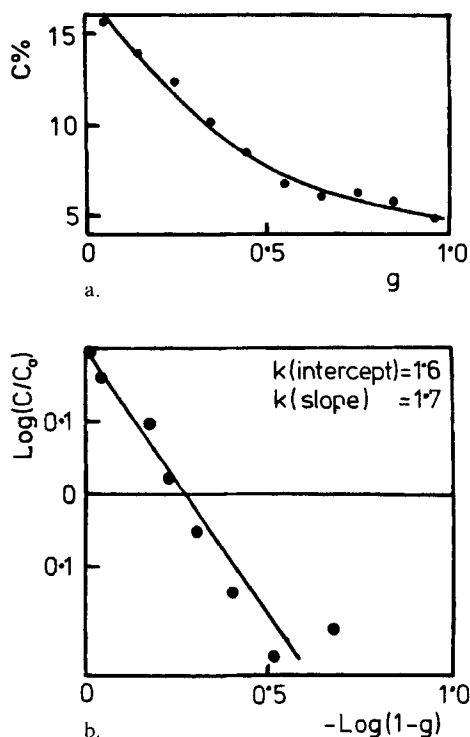 C%
15
10
5
0
0·5
1·0
g
a.
Log(C/C₀)
k(intercept)=1·6
k(slope) =1·7
0·1
0
0·1
0
0·5
1·0
-Log(1-g)
b.